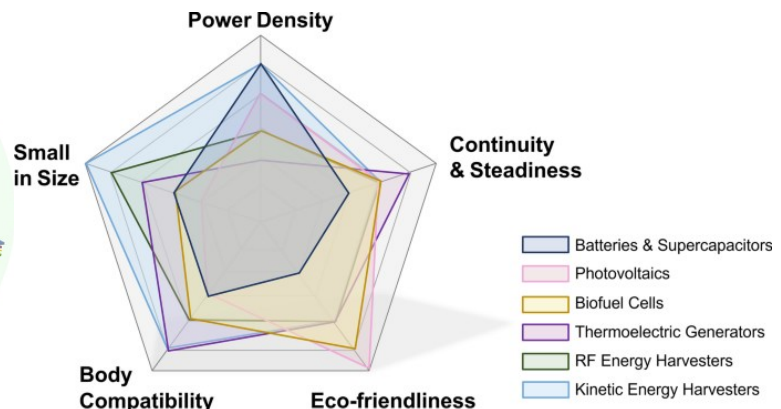 Power Density
Continuity
& Steadiness
Small
in Size
Body
Compatibility
Eco-friendliness
Batteries & Supercapacitors
Photovoltaics
Biofuel Cells
Thermoelectric Generators
RF Energy Harvesters
Kinetic Energy Harvesters